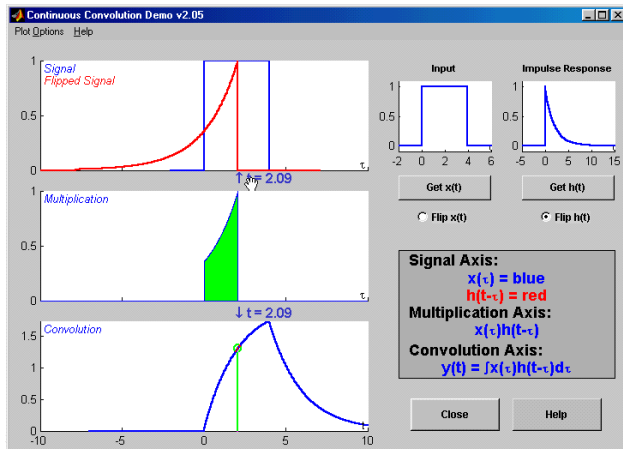 Continuous Convolution Demo v2.05
Plot Options Help
Signal
Flipped Signal
1
0.5
0
τ
↑ t = 2.09
Multiplication
1
0.5
0
τ
↓ t = 2.09
Convolution
1.5
1
0.5
0
-10 -5 0 5 10
Input
1
0.5
0
-2 0 2 4 6
Impulse Response
1
0.5
0
-5 0 5 10 15
Get x(t) Get h(t)
Flip x(t) Flip h(t)
Signal Axis:
x(τ) = blue
h(t-τ) = red
Multiplication Axis:
x(τ)h(t-τ)
Convolution Axis:
y(t) = ∫x(τ)h(t-τ)dτ
Close Help